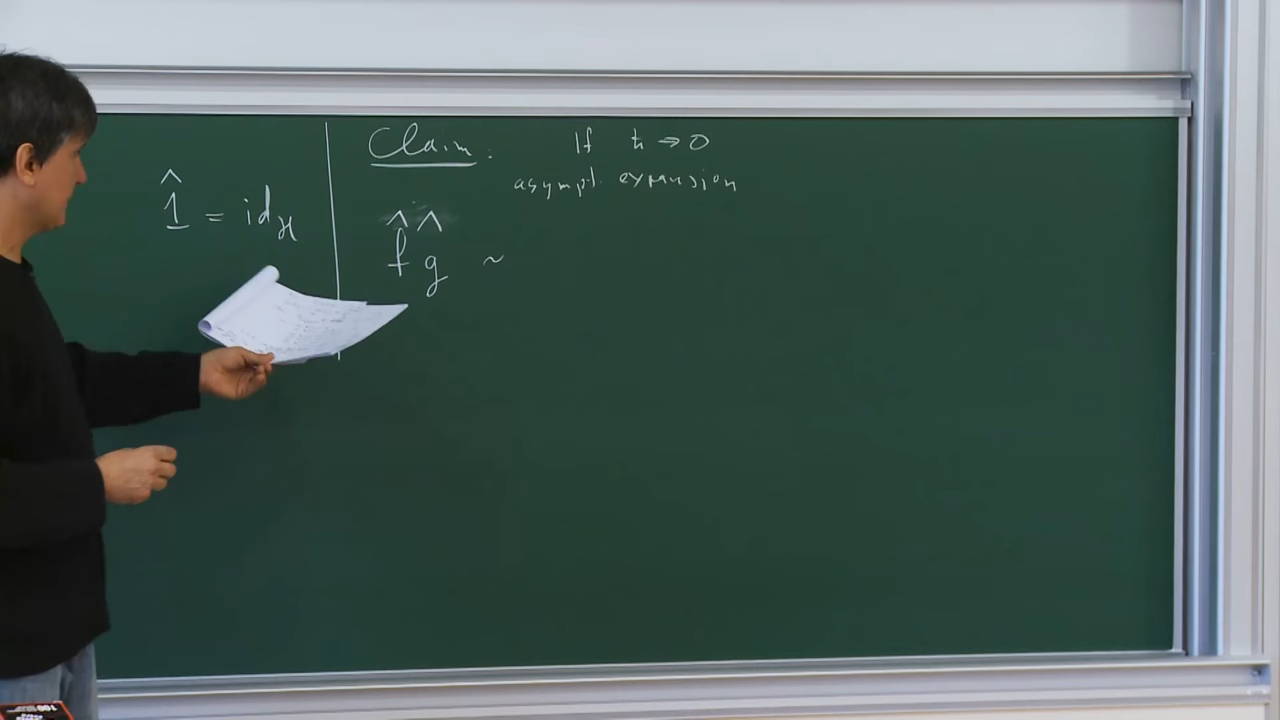 1̂ = id_ℋ
Claim: If ħ → 0
asympt. expansion
f̂ ĝ ~